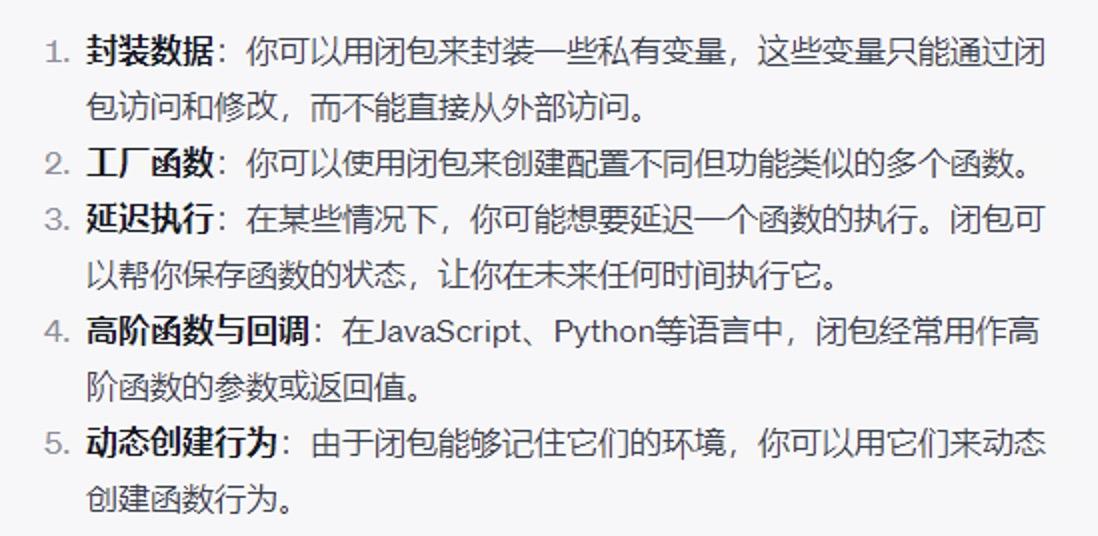 1. 封装数据：你可以用闭包来封装一些私有变量，这些变量只能通过闭
包访问和修改，而不能直接从外部访问。
2. 工厂函数：你可以使用闭包来创建配置不同但功能类似的多个函数。
3. 延迟执行：在某些情况下，你可能想要延迟一个函数的执行。闭包可
以帮你保存函数的状态，让你在未来任何时间执行它。
4. 高阶函数与回调：在JavaScript、Python等语言中，闭包经常用作高
阶函数的参数或返回值。
5. 动态创建行为：由于闭包能够记住它们的环境，你可以用它们来动态
创建函数行为。